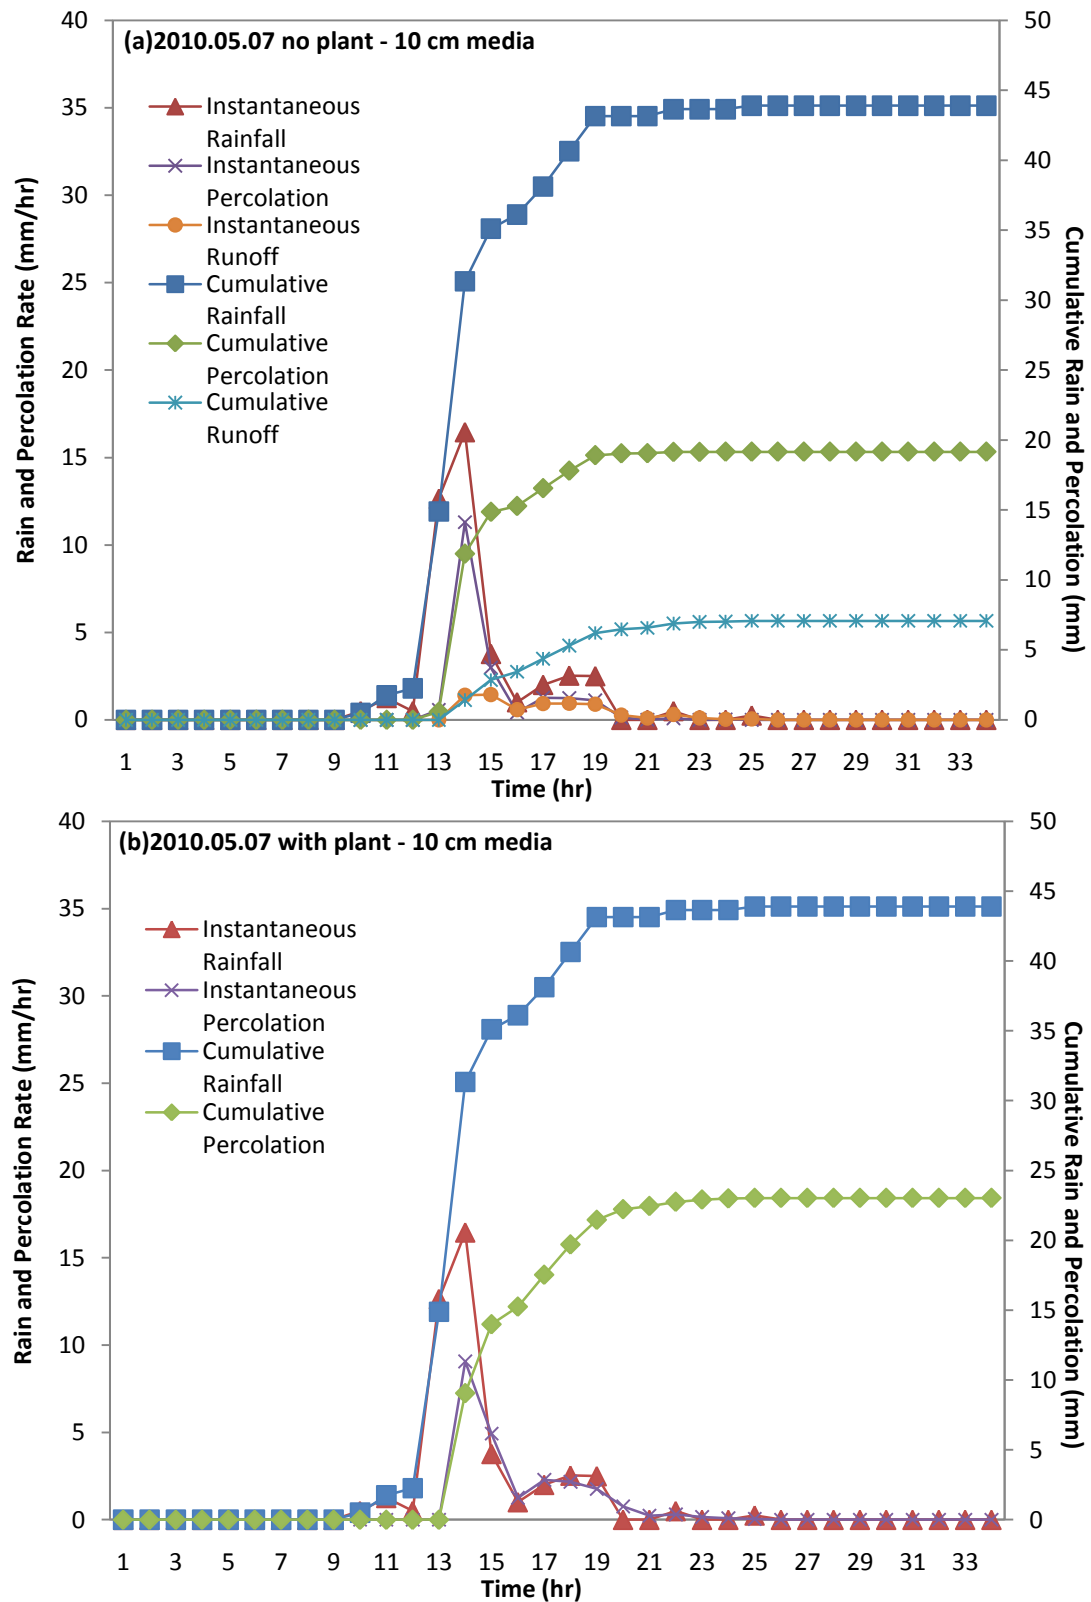 (a)2010.05.07 no plant - 10 cm media
40
35
30
25
20
15
10
5
0
Rain and Percolation Rate (mm/hr)
Instantaneous
Rainfall
Instantaneous
Percolation
Instantaneous
Runoff
Cumulative
Rainfall
Cumulative
Percolation
Cumulative
Runoff
50
45
40
35
30
25
20
15
10
5
0
Cumulative Rain and Percolation (mm)
1 3 5 7 9 11 13 15 17 19 21 23 25 27 29 31 33
Time (hr)
(b)2010.05.07 with plant - 10 cm media
40
35
30
25
20
15
10
5
0
Rain and Percolation Rate (mm/hr)
Instantaneous
Rainfall
Instantaneous
Percolation
Cumulative
Rainfall
Cumulative
Percolation
50
45
40
35
30
25
20
15
10
5
0
Cumulative Rain and Percolation (mm)
1 3 5 7 9 11 13 15 17 19 21 23 25 27 29 31 33
Time (hr)